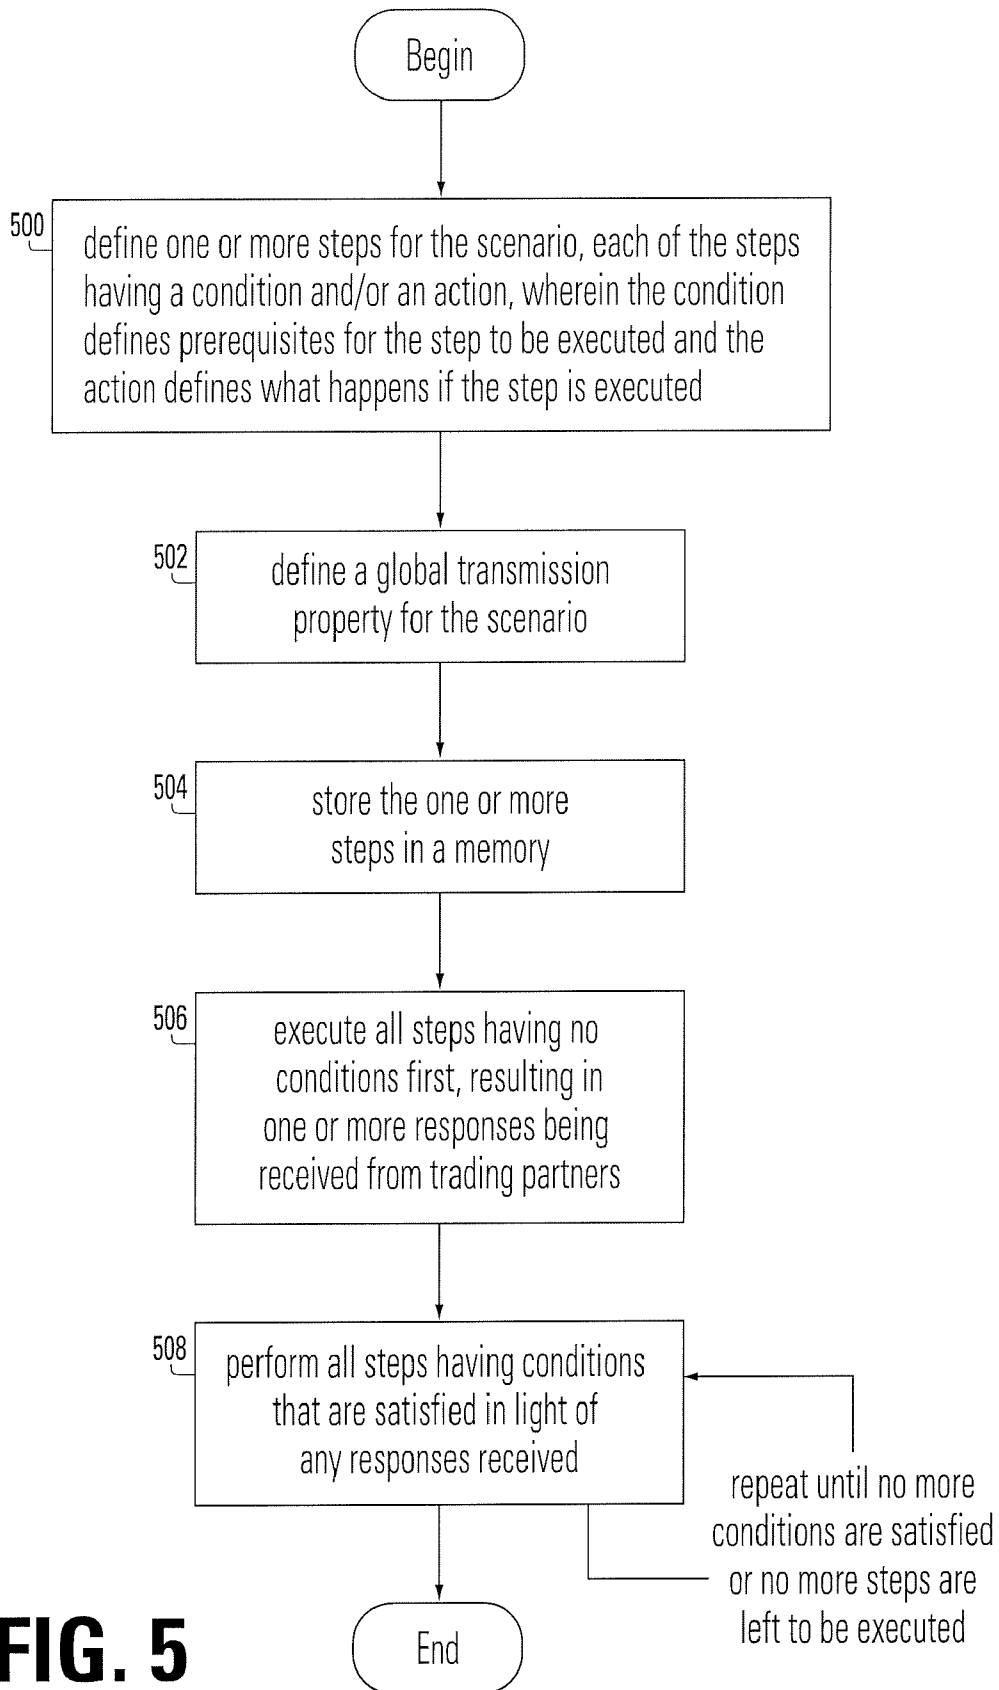 Begin
500
define one or more steps for the scenario, each of the steps
having a condition and/or an action, wherein the condition
defines prerequisites for the step to be executed and the
action defines what happens if the step is executed
502
define a global transmission
property for the scenario
504
store the one or more
steps in a memory
506
execute all steps having no
conditions first, resulting in
one or more responses being
received from trading partners
508
perform all steps having conditions
that are satisfied in light of
any responses received
repeat until no more
conditions are satisfied
or no more steps are
left to be executed
End
FIG. 5